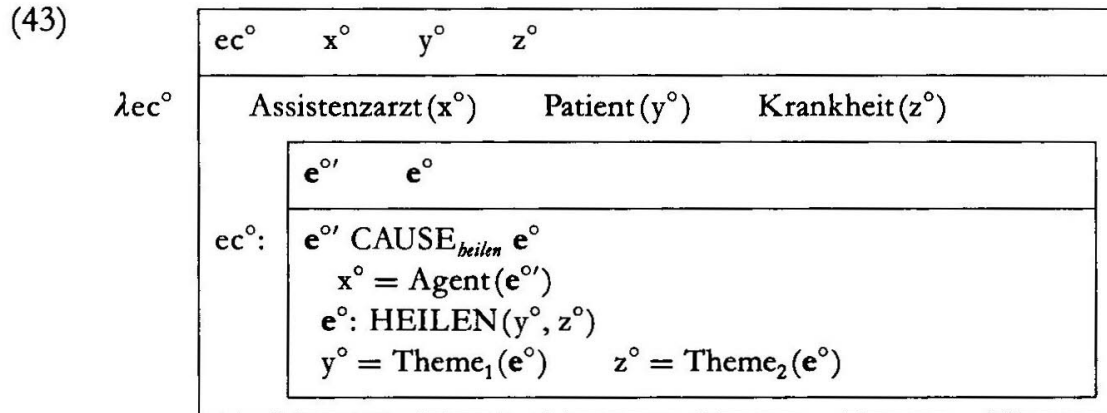 (43)
ec° x° y° z°
λec° Assistenzarzt(x°) Patient(y°) Krankheit(z°)
e°′ e°
ec°: e°′ CAUSE_heilen e°
x° = Agent(e°′)
e°: HEILEN(y°, z°)
y° = Theme₁(e°) z° = Theme₂(e°)